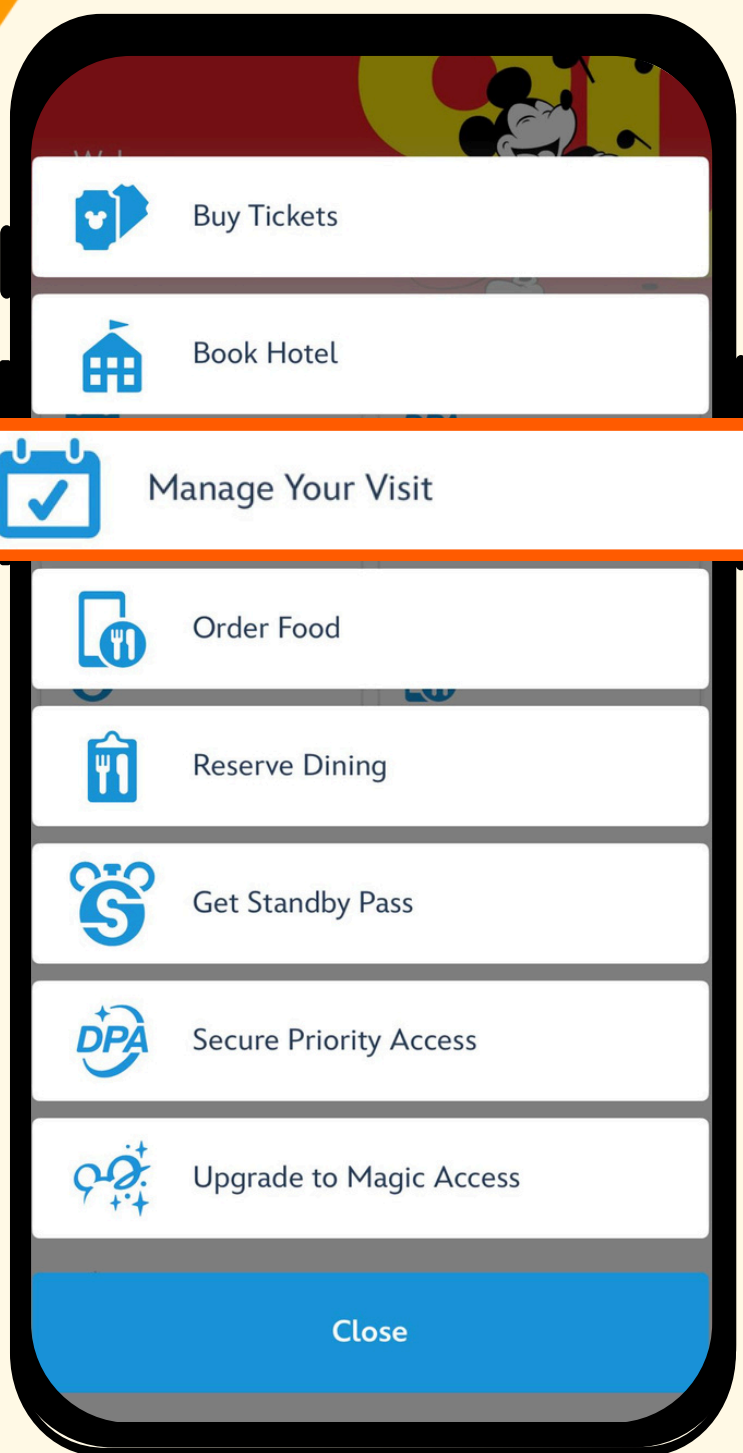 Buy Tickets
Book Hotel
Manage Your Visit
Order Food
Reserve Dining
Get Standby Pass
DPA
Secure Priority Access
Upgrade to Magic Access
Close